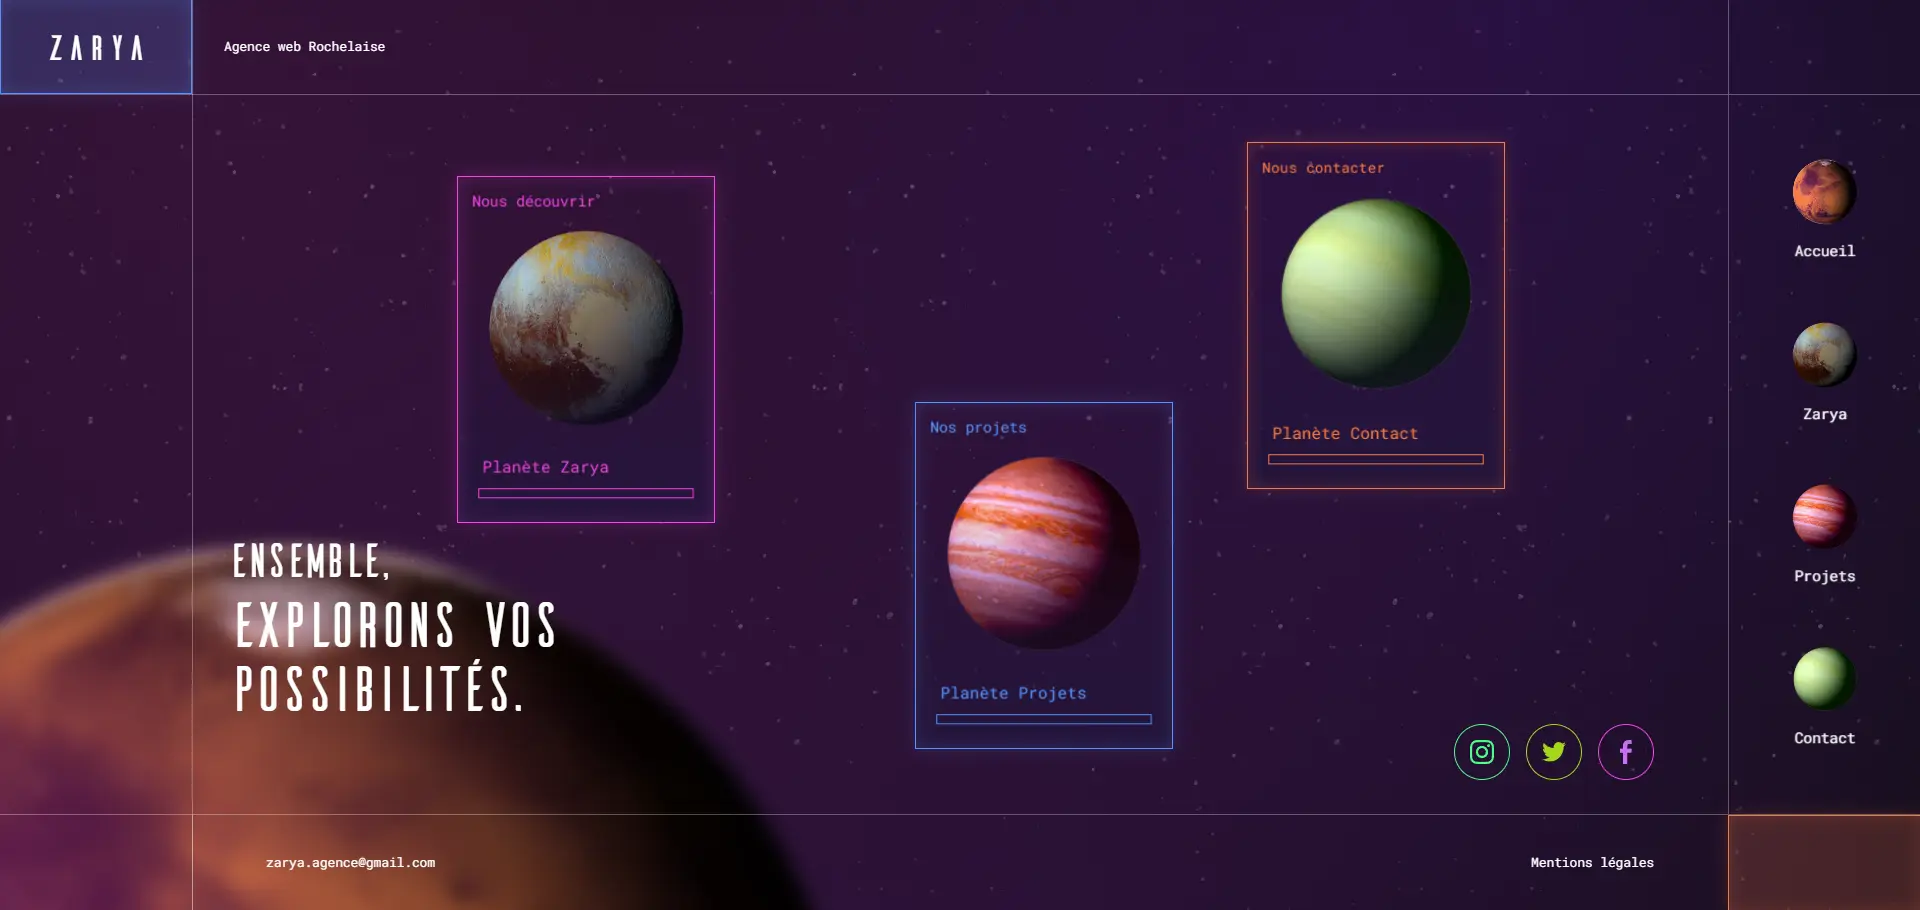 ZARYA
Agence web Rochelaise
Nous découvrir
Planète Zarya
Nos projets
Planète Projets
Nous contacter
Planète Contact
Accueil
Zarya
Projets
Contact
ENSEMBLE,
EXPLORONS VOS
POSSIBILITÉS.
zarya.agence@gmail.com
Mentions légales